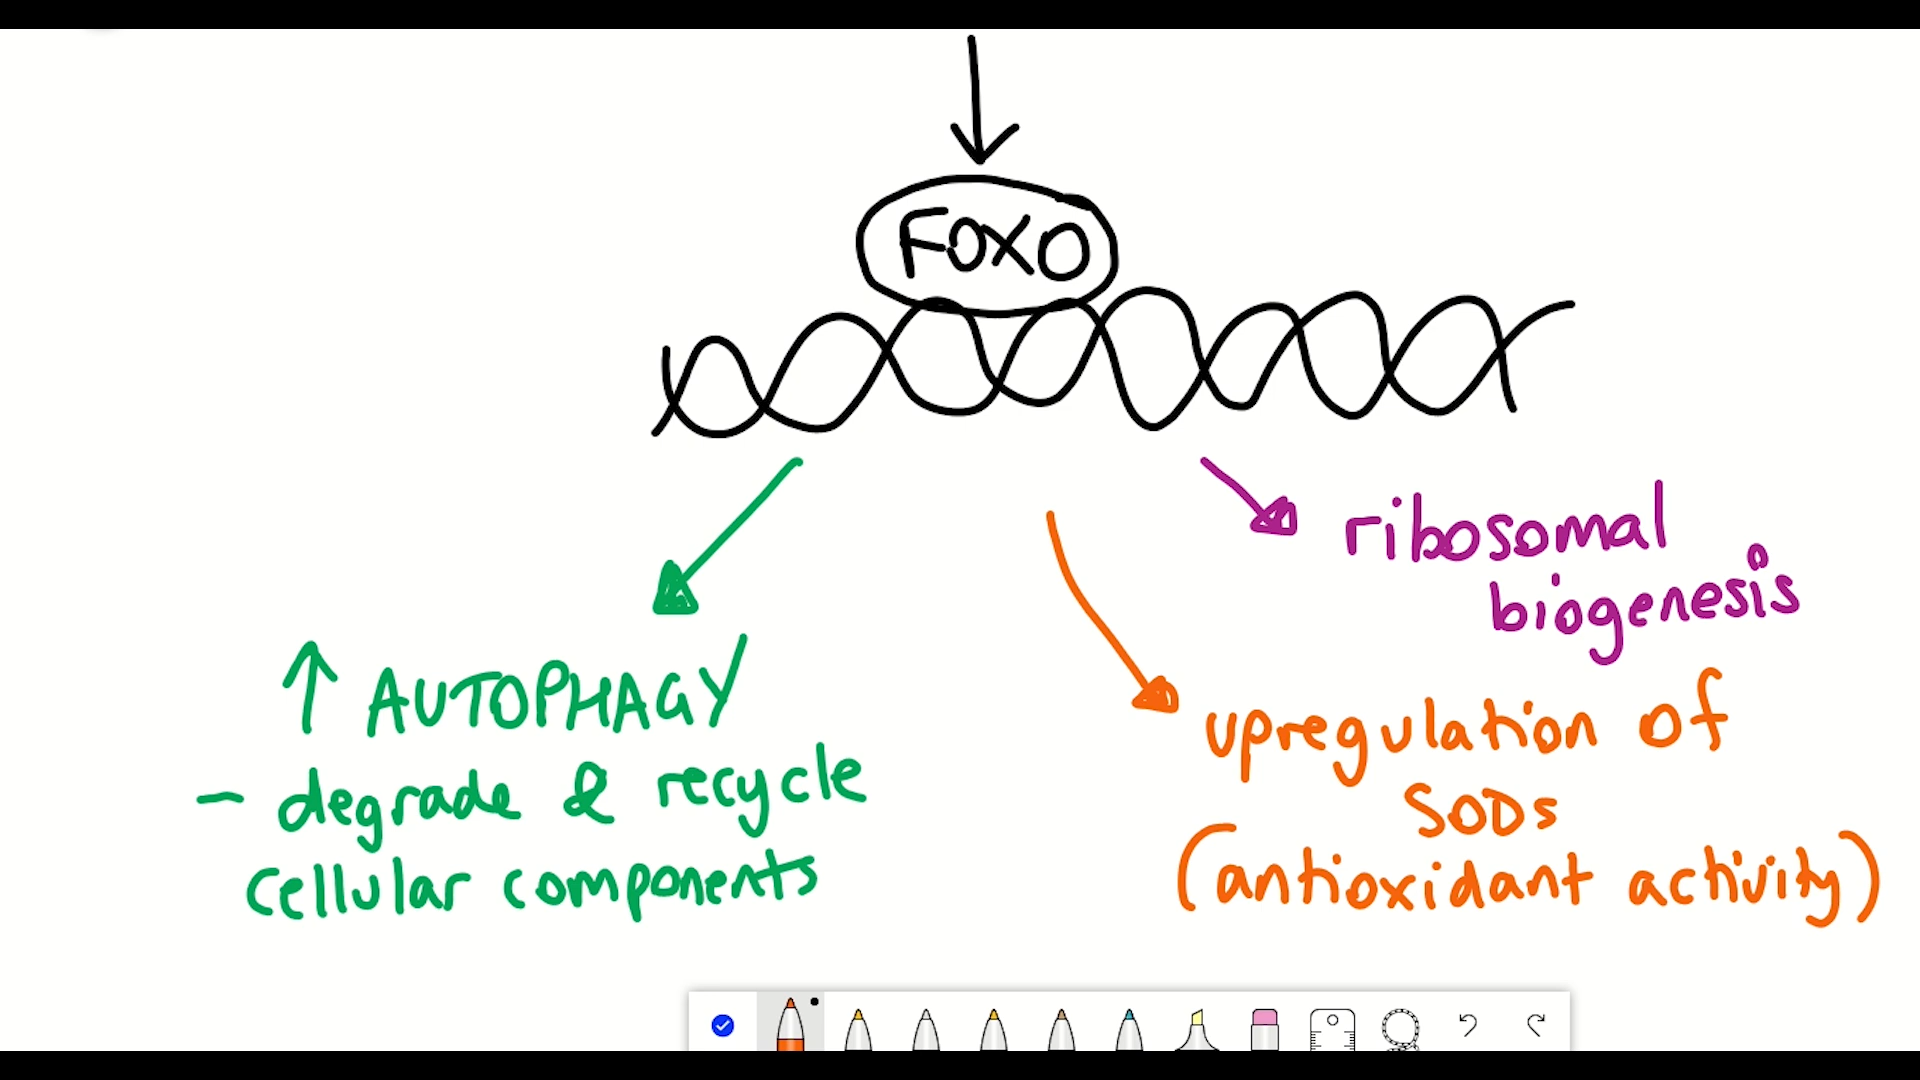 FOXO
ribosomal
biogenesis
↑ AUTOPHAGY
- degrade & recycle
cellular components
upregulation of
SODs
(antioxidant activity)